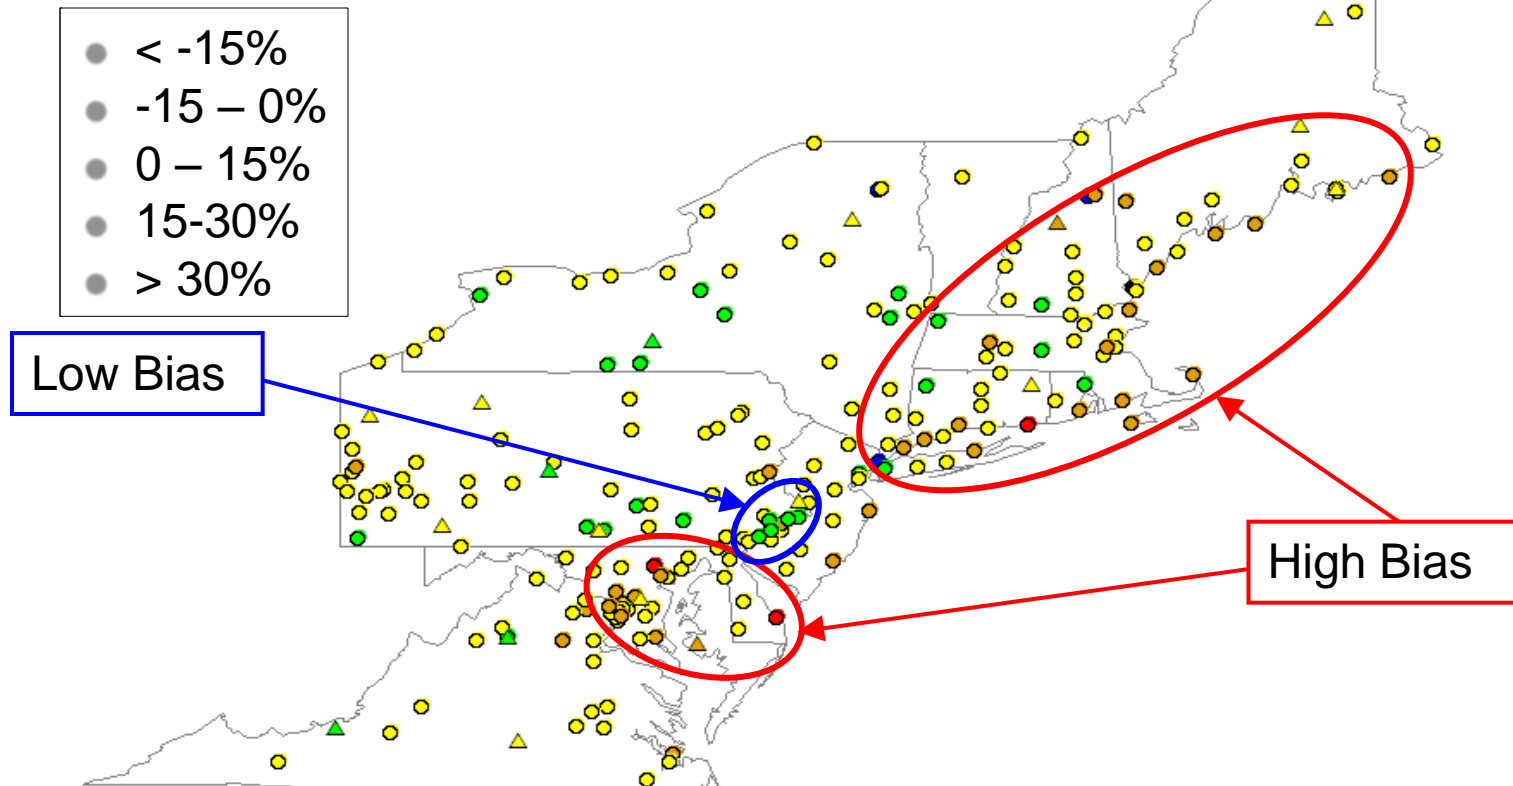 < -15%
-15 – 0%
0 – 15%
15-30%
> 30%
Low Bias
High Bias